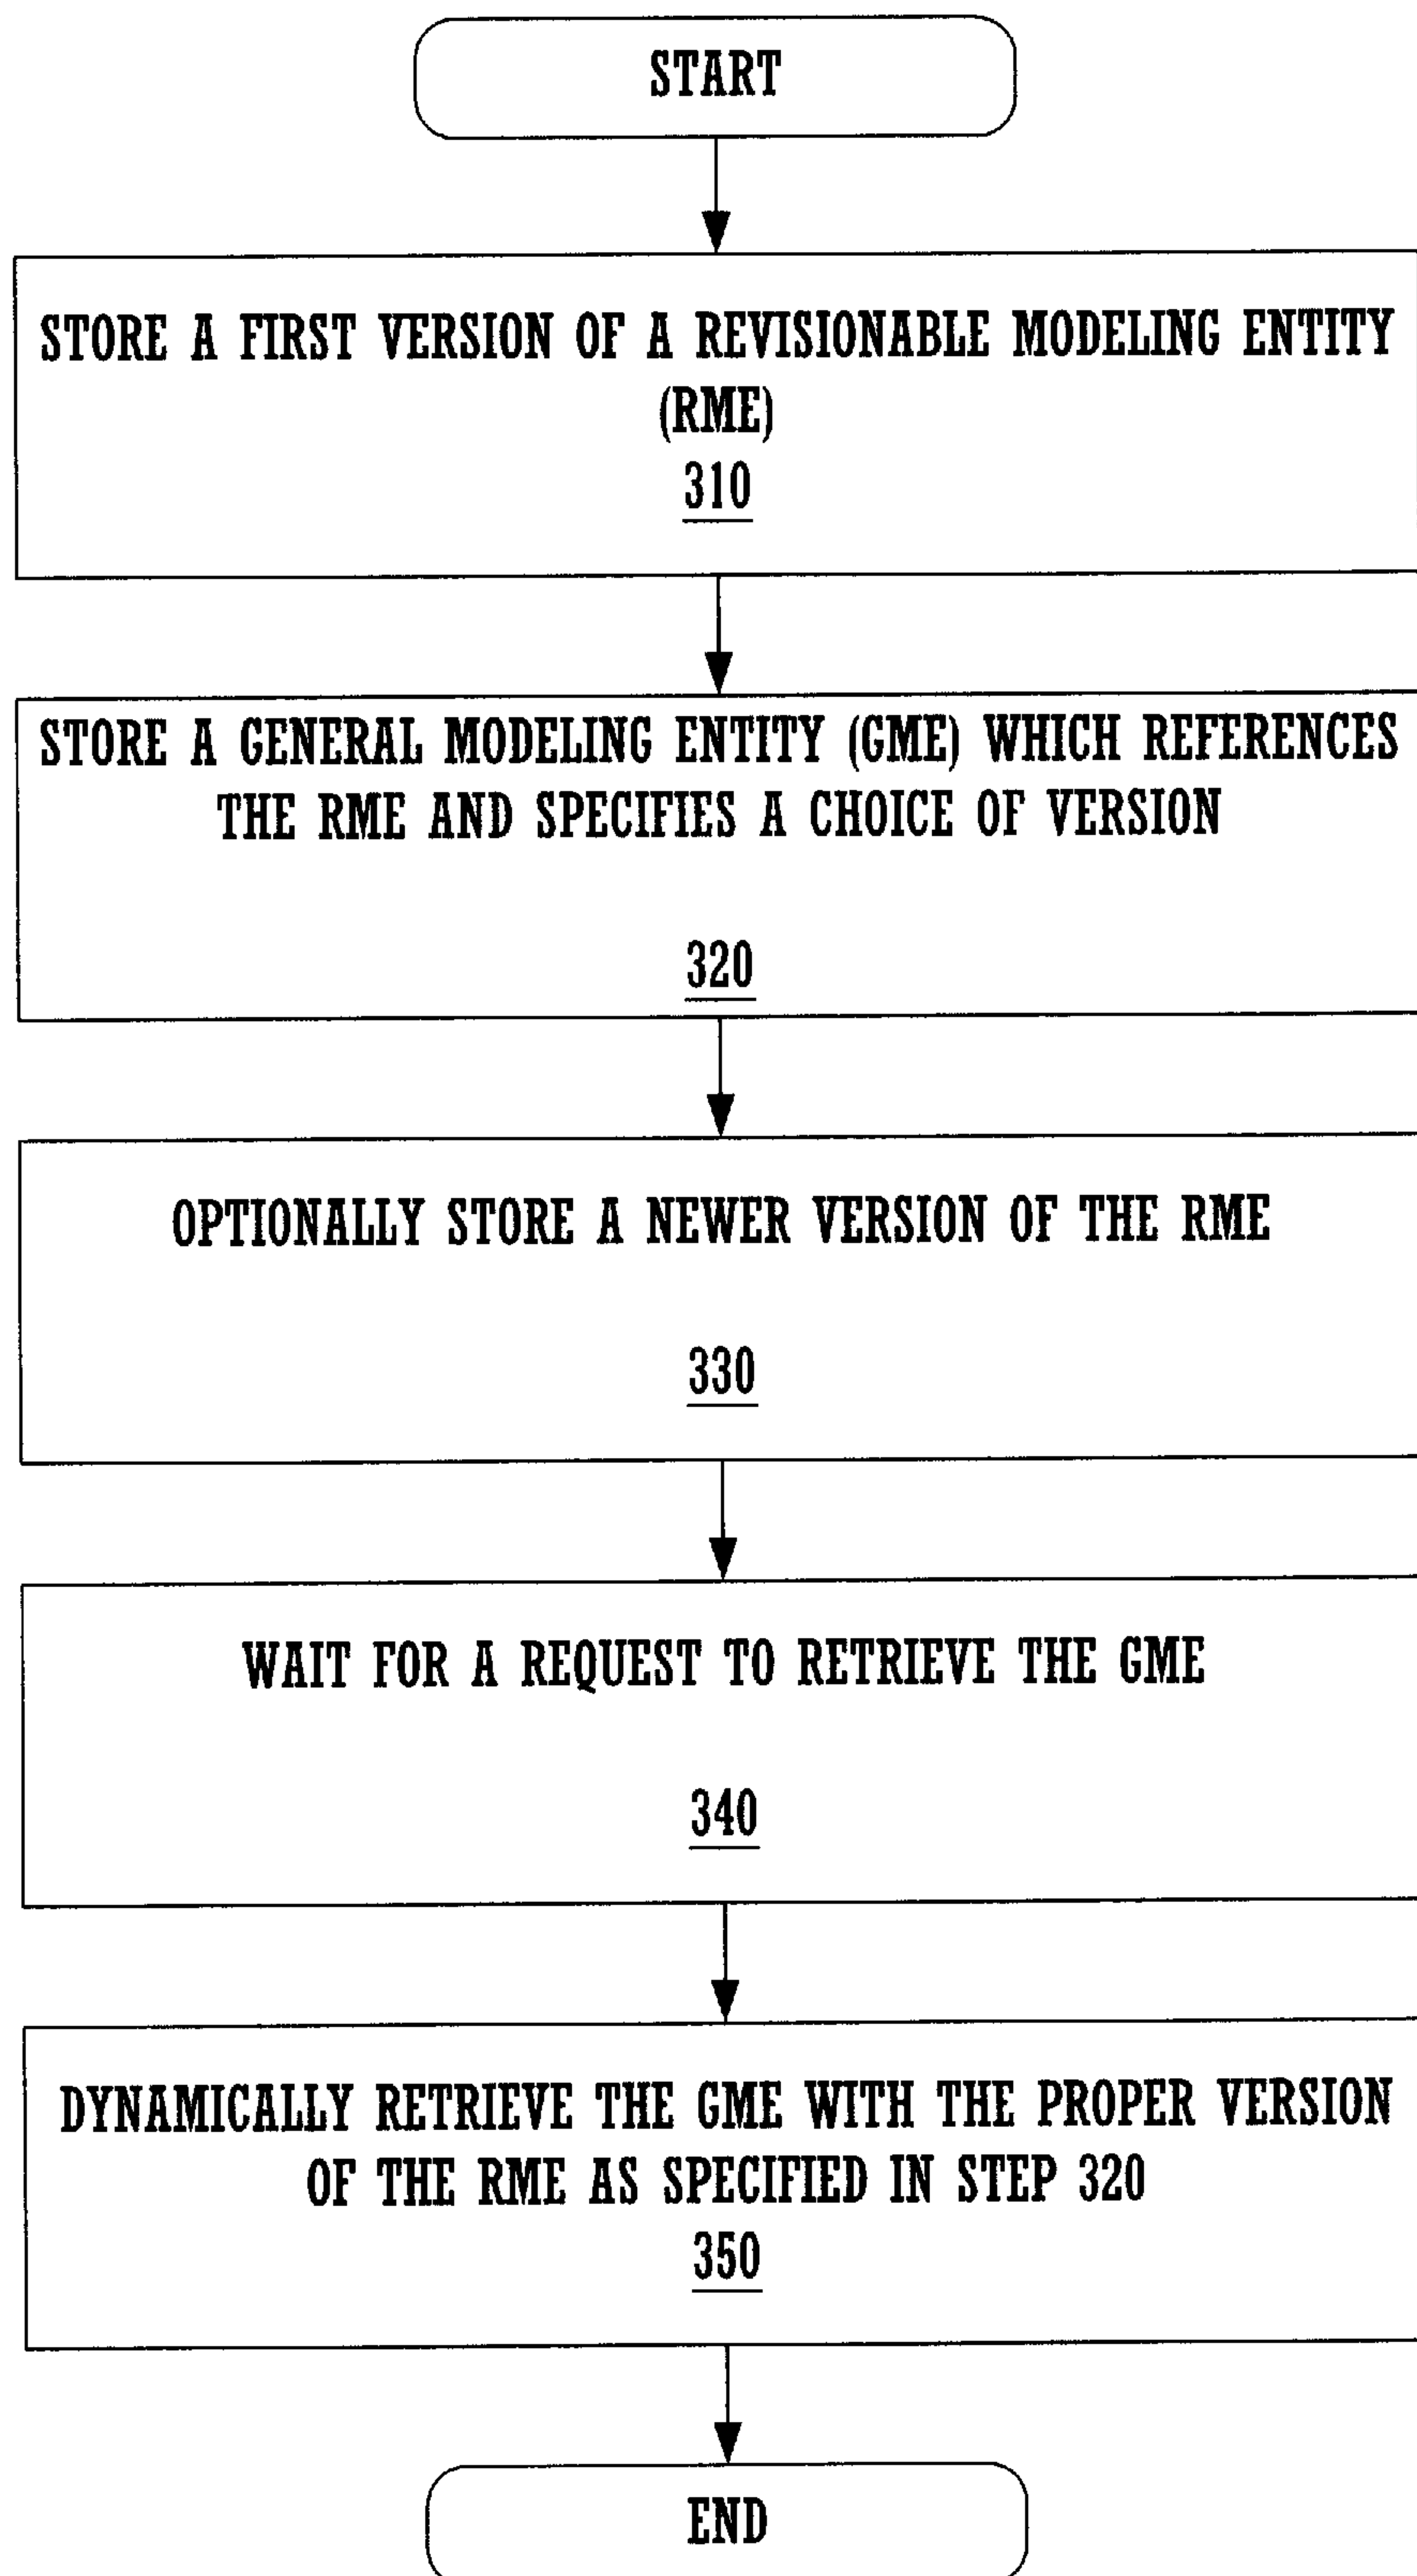 START
STORE A FIRST VERSION OF A REVISIONABLE MODELING ENTITY
(RME)
310
STORE A GENERAL MODELING ENTITY (GME) WHICH REFERENCES
THE RME AND SPECIFIES A CHOICE OF VERSION
320
OPTIONALLY STORE A NEWER VERSION OF THE RME
330
WAIT FOR A REQUEST TO RETRIEVE THE GME
340
DYNAMICALLY RETRIEVE THE GME WITH THE PROPER VERSION
OF THE RME AS SPECIFIED IN STEP 320
350
END